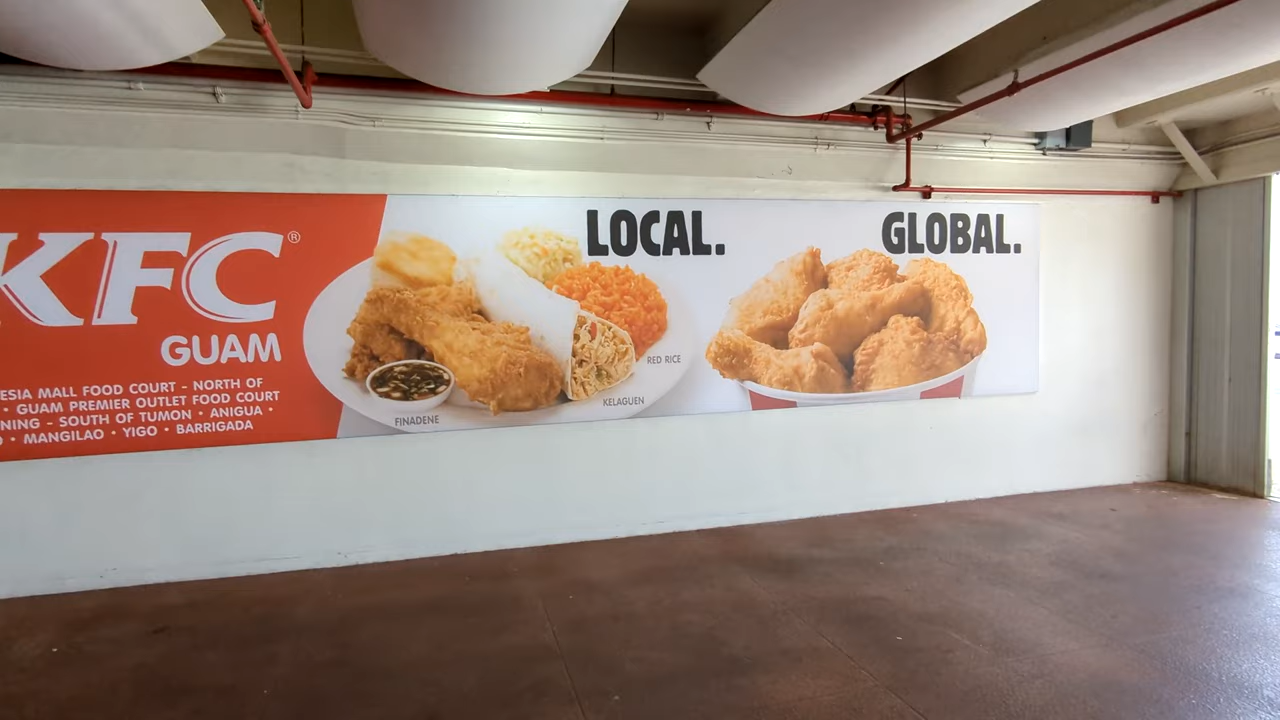 KFC®
GUAM
ESIA MALL FOOD COURT - NORTH OF
• GUAM PREMIER OUTLET FOOD COURT
NING - SOUTH OF TUMON • ANIGUA •
• MANGILAO • YIGO • BARRIGADA
LOCAL.
GLOBAL.
RED RICE
KELAGUEN
FINADENE